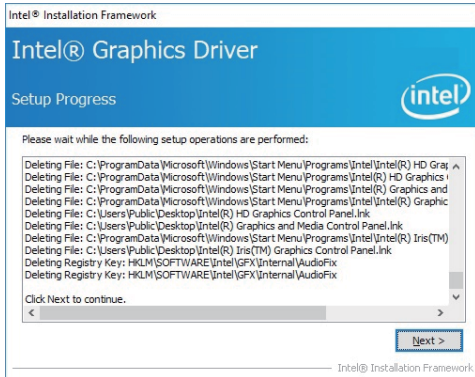 Intel® Installation Framework
Intel® Graphics Driver
Setup Progress
intel
Please wait while the following setup operations are performed:
Deleting File: C:\ProgramData\Microsoft\Windows\Start Menu\Programs\Intel\Intel(R) HD Grap
Deleting File: C:\ProgramData\Microsoft\Windows\Start Menu\Programs\Intel\Intel(R) HD Graphics
Deleting File: C:\ProgramData\Microsoft\Windows\Start Menu\Programs\Intel\Intel(R) Graphics and
Deleting File: C:\ProgramData\Microsoft\Windows\Start Menu\Programs\Intel\Intel(R) Graphic
Deleting File: C:\Users\Public\Desktop\Intel(R) HD Graphics Control Panel.lnk
Deleting File: C:\Users\Public\Desktop\Intel(R) Graphics and Media Control Panel.lnk
Deleting File: C:\ProgramData\Microsoft\Windows\Start Menu\Programs\Intel\Intel(R) Iris(TM)
Deleting File: C:\Users\Public\Desktop\Intel(R) Iris(TM) Graphics Control Panel.lnk
Deleting Registry Key: HKLM\SOFTWARE\Intel\GFX\Internal\AudioFix
Deleting Registry Key: HKLM\SOFTWARE\Intel\GFX\Internal\AudioFix
Click Next to continue.
Next >
Intel® Installation Framework